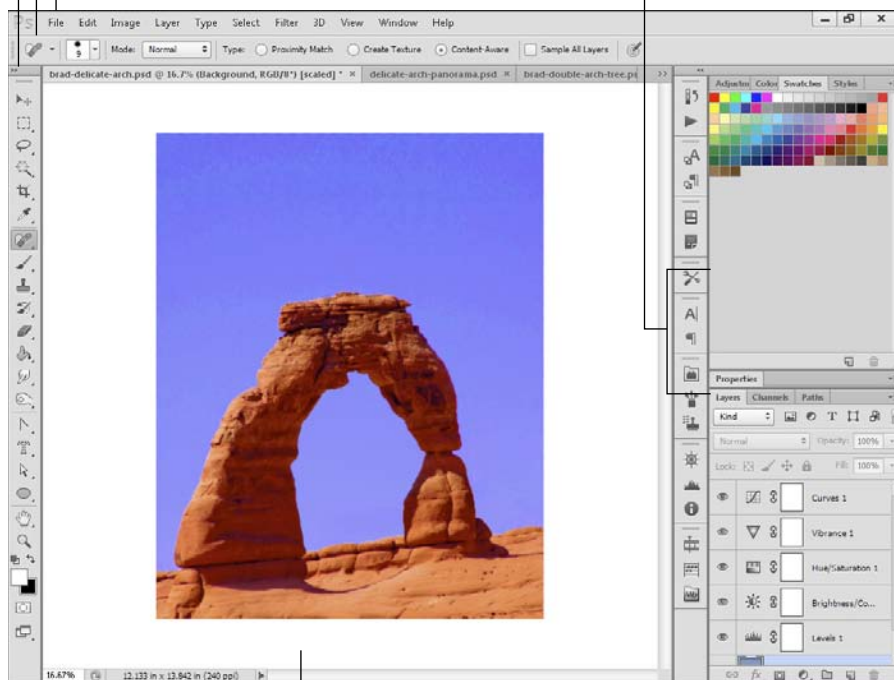 Ps File Edit Image Layer Type Select Filter 3D View Window Help
9 Mode: Normal Type: Proximity Match Create Texture Content-Aware Sample All Layers
brad-delicate-arch.psd @ 16.7% (Background, RGB/8*) [scaled] * × delicate-arch-panorama.psd × brad-double-arch-tree.ps
Color Swatches Styles
Properties
Layers Channels Paths
Kind
Normal Opacity: 100%
Lock: Fill: 100%
Curves 1
Vibrance 1
Hue/Saturation 1
Brightness/Co...
Levels 1
fx
16.67% 12.133 in x 13.842 in (240 ppi)